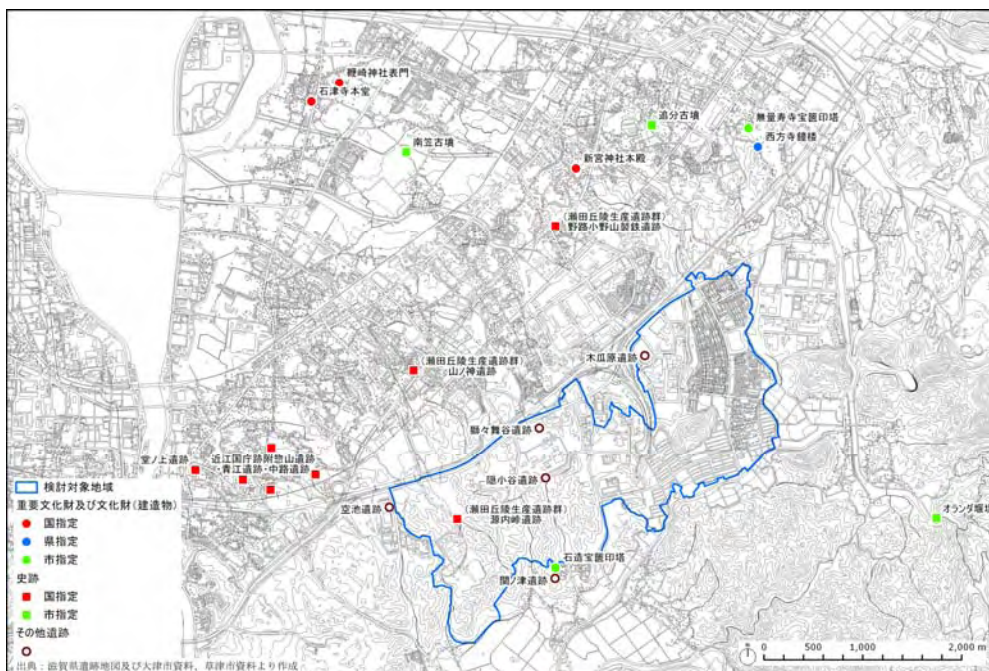 鞭崎神社表門
石津寺本堂
追分古墳
無量寿寺宝篋印塔
西方寺鐘楼
南笠古墳
新宮神社本殿
(瀬田丘陵生産遺跡群)
野路小野山製鉄遺跡
木瓜原遺跡
(瀬田丘陵生産遺跡群)
山ノ神遺跡
獅々舞谷遺跡
堂ノ上遺跡
近江国庁跡附惣山遺跡
・青江遺跡・中路遺跡
隠小谷遺跡
空池遺跡
(瀬田丘陵生産遺跡群)
源内峠遺跡
オランダ堰堤
石造宝篋印塔
関ノ津遺跡
検討対象地域
重要文化財及び文化財(建造物)
国指定
県指定
市指定
史跡
国指定
市指定
その他遺跡
出典:滋賀県遺跡地図及び大津市資料、草津市資料より作成
0 500 1,000 2,000 m